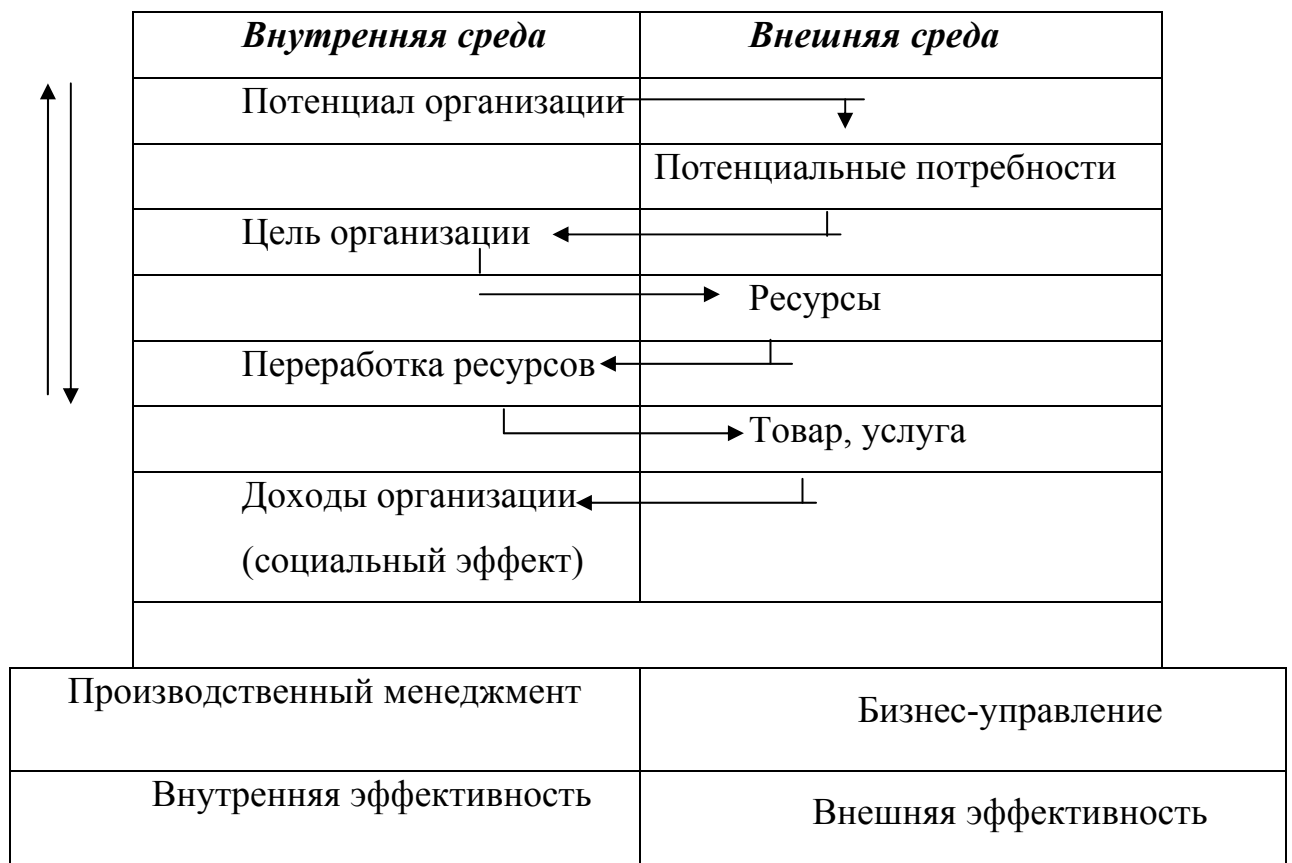 Внутренняя среда
Внешняя среда
Потенциал организации
Потенциальные потребности
Цель организации
Ресурсы
Переработка ресурсов
Товар, услуга
Доходы организации
(социальный эффект)
Производственный менеджмент
Бизнес-управление
Внутренняя эффективность
Внешняя эффективность